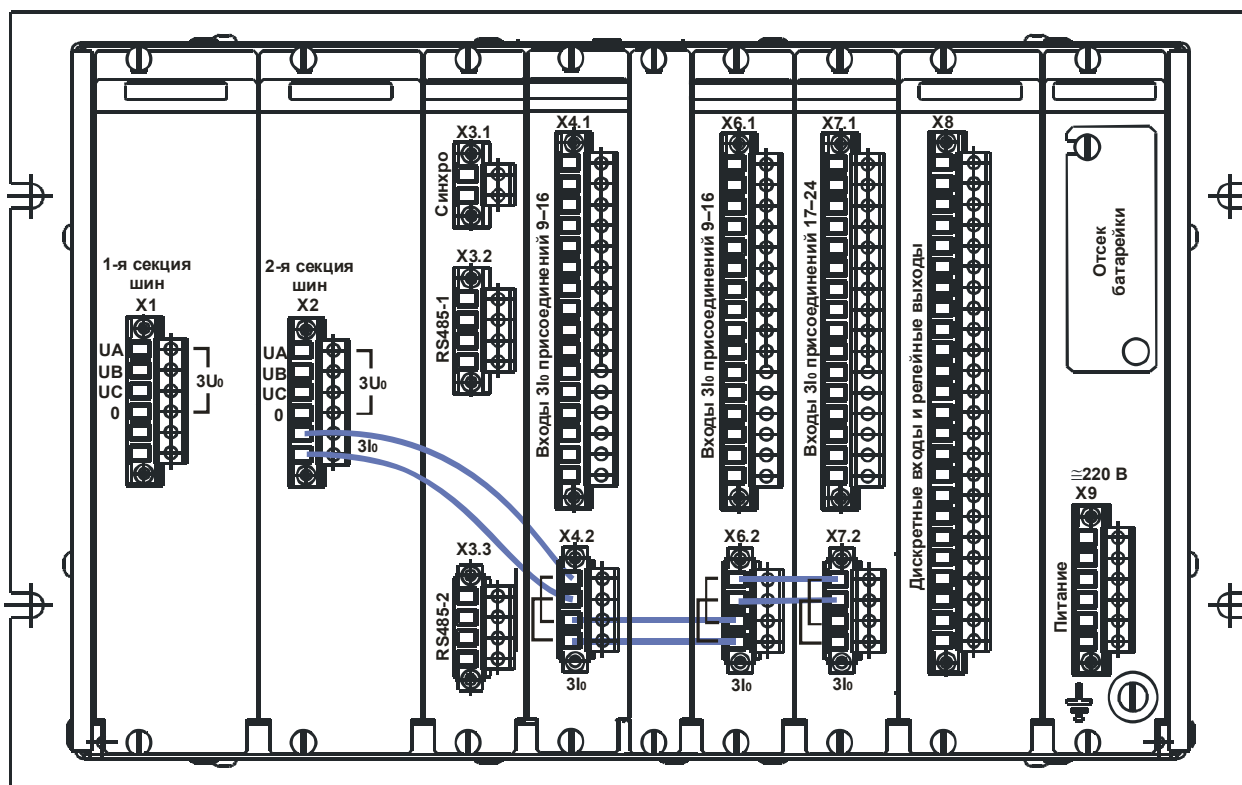 1-я секция
шин
X1
UA
UB
UC
0
3U₀
2-я секция
шин
X2
UA
UB
UC
0
3U₀
3I₀
X3.1
Синхро
X3.2
RS485-1
X3.3
RS485-2
X4.1
Входы 3I₀ присоединений 9–16
X4.2
3I₀
X6.1
Входы 3I₀ присоединений 9–16
X6.2
3I₀
X7.1
Входы 3I₀ присоединений 17–24
X7.2
3I₀
X8
Дискретные входы и релейные выходы
Отсек
батарейки
≅220 В
X9
Питание